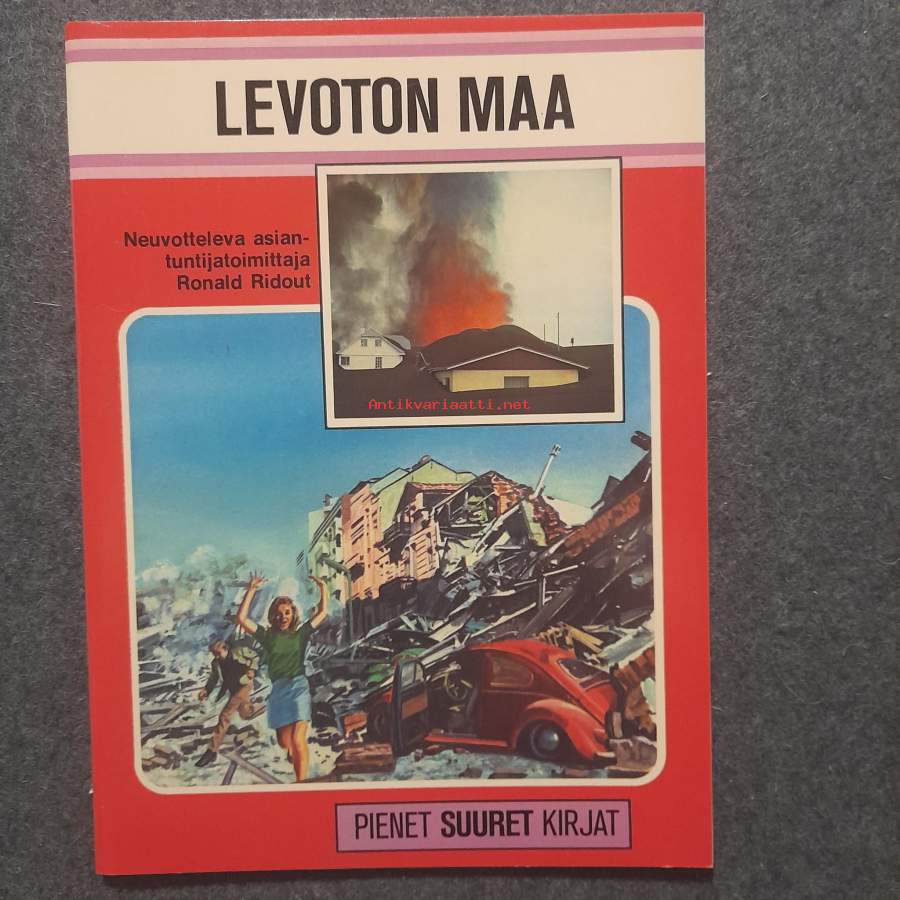 LEVOTON MAA
Neuvotteleva asian-
tuntijatoimittaja
Ronald Ridout
Antikvariaatti.net
PIENET SUURET KIRJAT